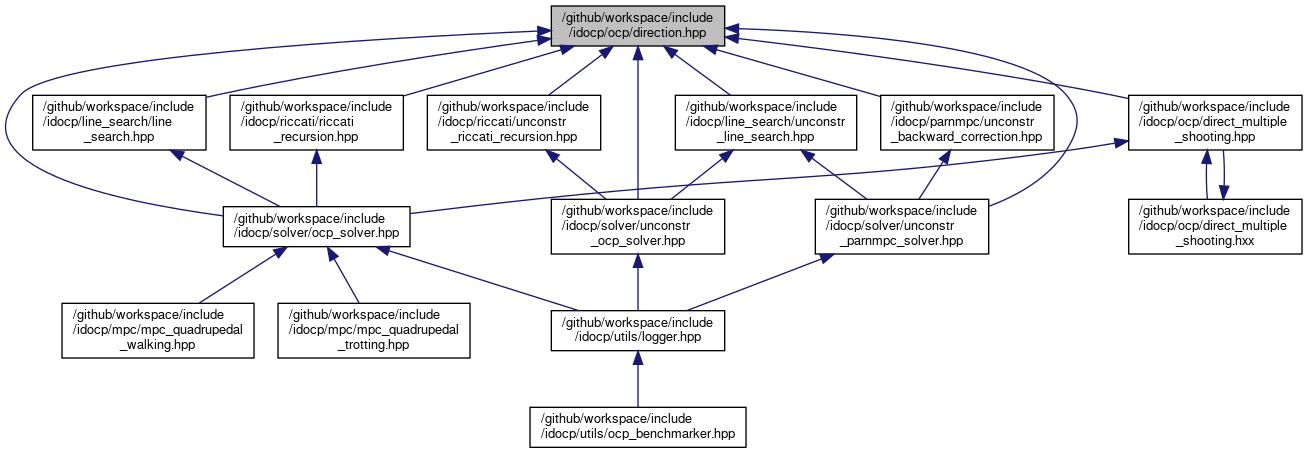 /github/workspace/include
/idocp/ocp/direction.hpp
/github/workspace/include
/idocp/line_search/line
_search.hpp
/github/workspace/include
/idocp/riccati/riccati
_recursion.hpp
/github/workspace/include
/idocp/riccati/unconstr
_riccati_recursion.hpp
/github/workspace/include
/idocp/line_search/unconstr
_line_search.hpp
/github/workspace/include
/idocp/parnmpc/unconstr
_backward_correction.hpp
/github/workspace/include
/idocp/ocp/direct_multiple
_shooting.hpp
/github/workspace/include
/idocp/solver/ocp_solver.hpp
/github/workspace/include
/idocp/solver/unconstr
_ocp_solver.hpp
/github/workspace/include
/idocp/solver/unconstr
_parnmpc_solver.hpp
/github/workspace/include
/idocp/ocp/direct_multiple
_shooting.hxx
/github/workspace/include
/idocp/mpc/mpc_quadrupedal
_walking.hpp
/github/workspace/include
/idocp/mpc/mpc_quadrupedal
_trotting.hpp
/github/workspace/include
/idocp/utils/logger.hpp
/github/workspace/include
/idocp/utils/ocp_benchmarker.hpp